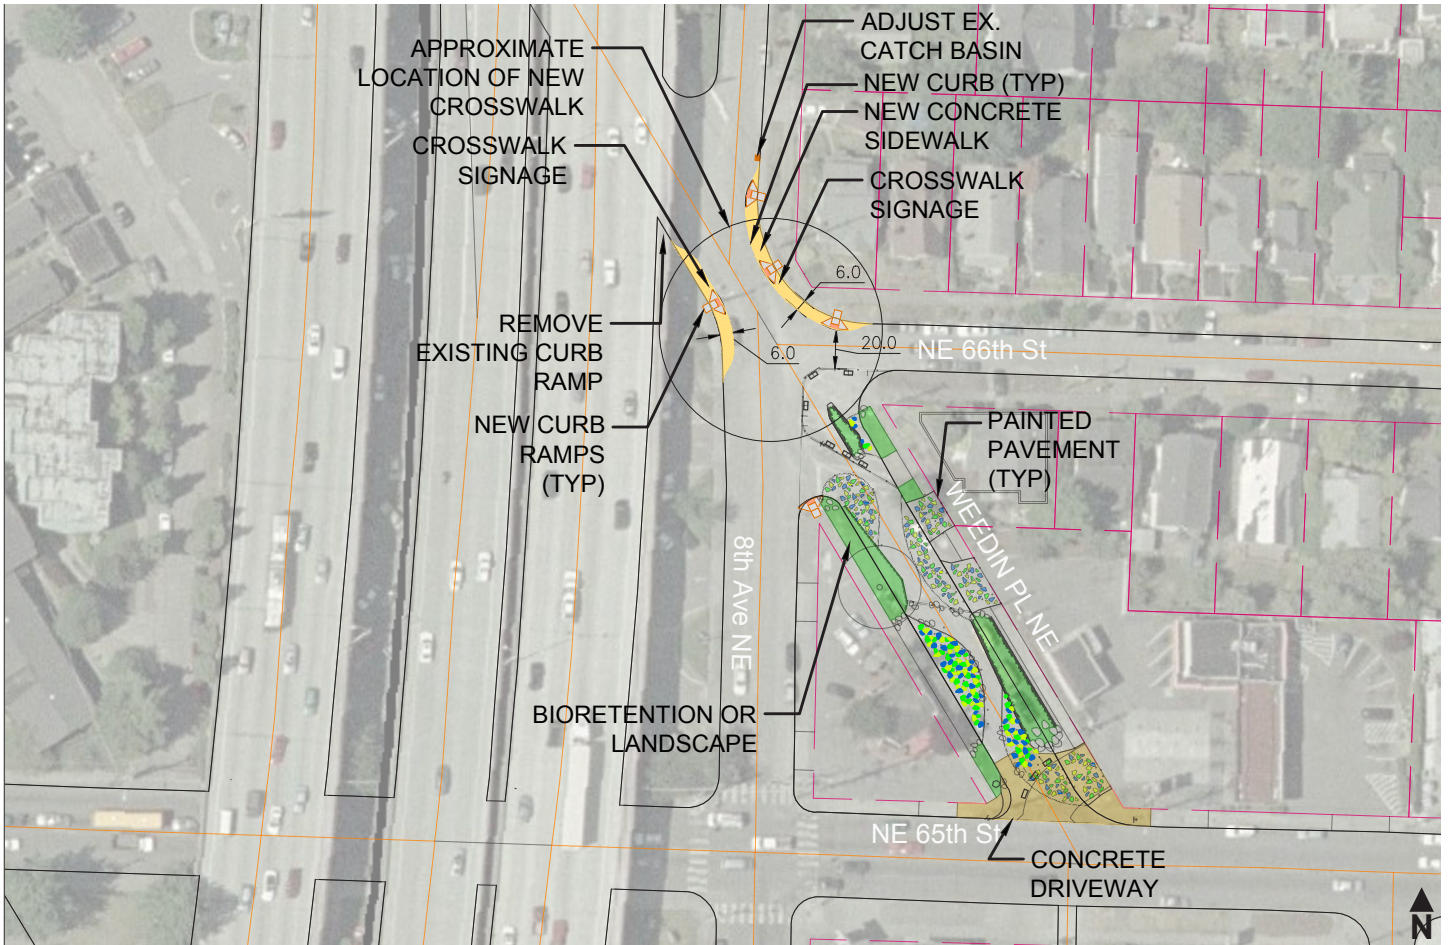 APPROXIMATE
LOCATION OF NEW
CROSSWALK
CROSSWALK
SIGNAGE
ADJUST EX.
CATCH BASIN
NEW CURB (TYP)
NEW CONCRETE
SIDEWALK
CROSSWALK
SIGNAGE
6.0
REMOVE
EXISTING CURB
RAMP
6.0
20.0
NE 66th St
NEW CURB
RAMPS
(TYP)
PAINTED
PAVEMENT
(TYP)
WEEDIN PL NE
8th Ave NE
BIORETENTION OR
LANDSCAPE
NE 65th St
CONCRETE
DRIVEWAY
N